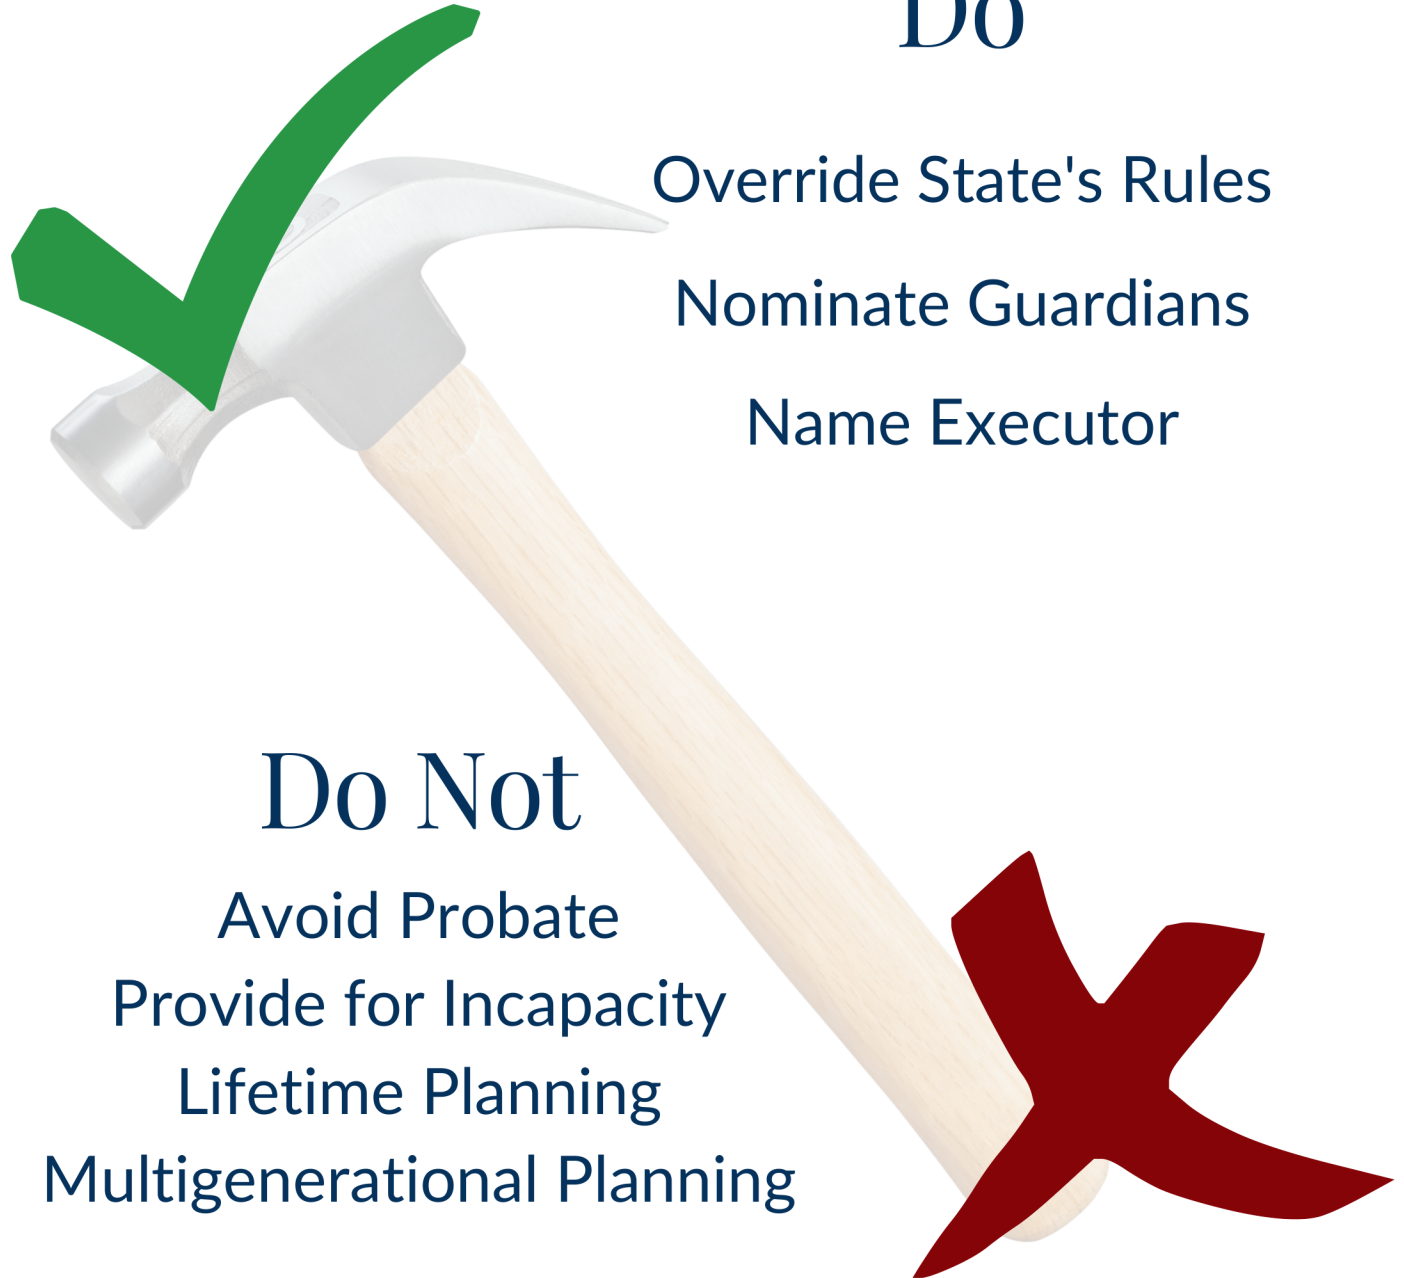 Do
Override State's Rules
Nominate Guardians
Name Executor
Do Not
Avoid Probate
Provide for Incapacity
Lifetime Planning
Multigenerational Planning